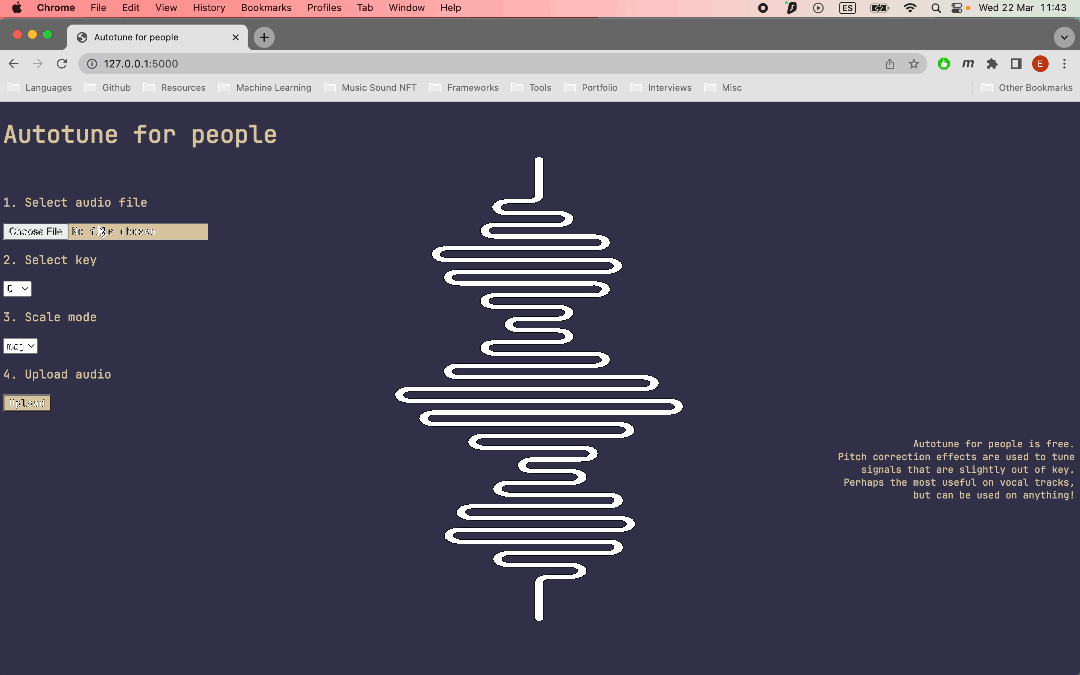 Chrome File Edit View History Bookmarks Profiles Tab Window Help ES Wed 22 Mar 11:43
Autotune for people
127.0.0.1:5000 m E
Languages Github Resources Machine Learning Music Sound NFT Frameworks Tools Portfolio Interviews Misc Other Bookmarks
Autotune for people
1. Select audio file
Choose File No file chosen
2. Select key
C
3. Scale mode
maj
4. Upload audio
Upload
Autotune for people is free.
Pitch correction effects are used to tune
signals that are slightly out of key.
Perhaps the most useful on vocal tracks,
but can be used on anything!